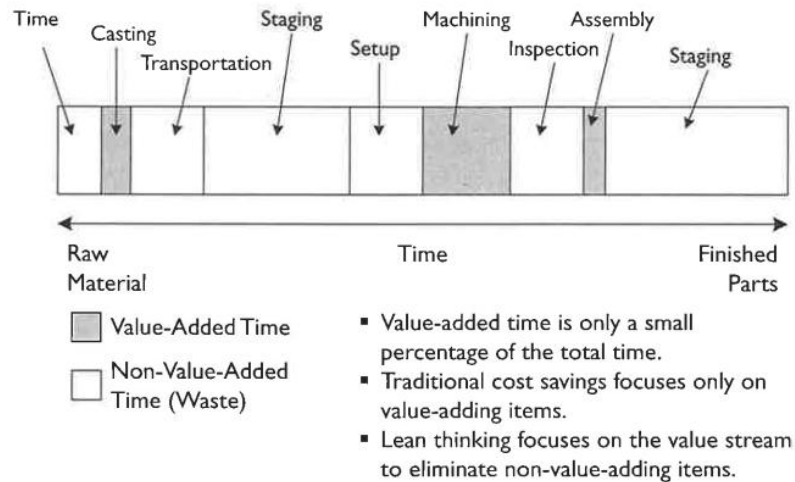 Time
Casting
Transportation
Staging
Setup
Machining
Inspection
Assembly
Staging
Raw
Material
Time
Finished
Parts
Value-Added Time
Non-Value-Added
Time (Waste)
▪ Value-added time is only a small
percentage of the total time.
▪ Traditional cost savings focuses only on
value-adding items.
▪ Lean thinking focuses on the value stream
to eliminate non-value-adding items.